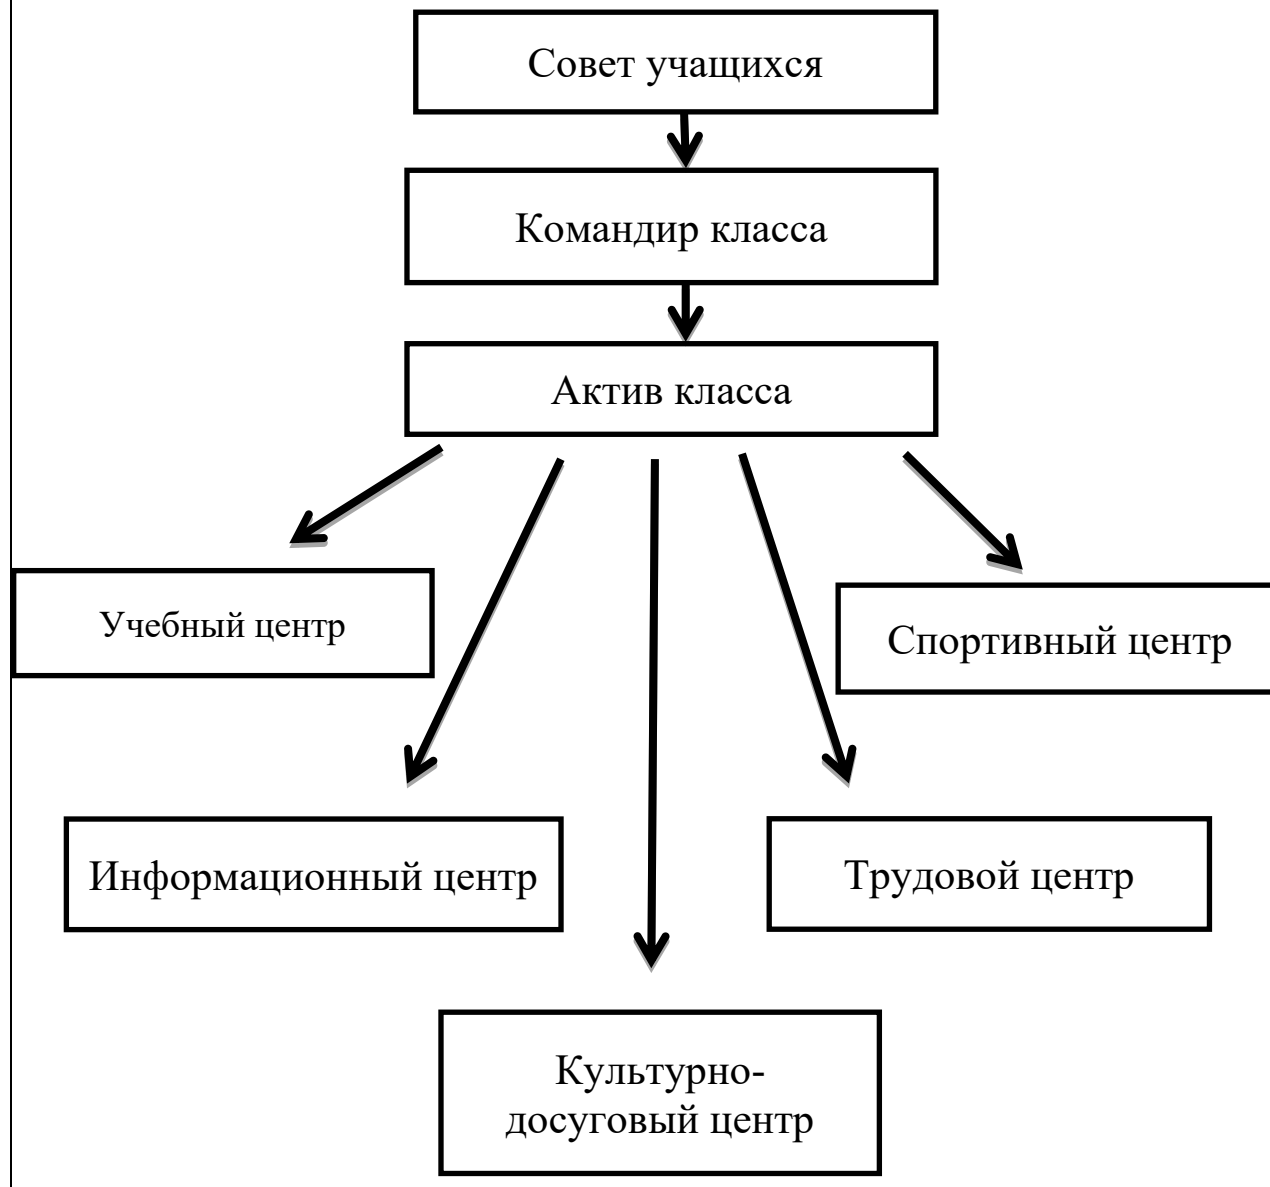 Совет учащихся
Командир класса
Актив класса
Учебный центр
Спортивный центр
Информационный центр
Трудовой центр
Культурно-
досуговый центр